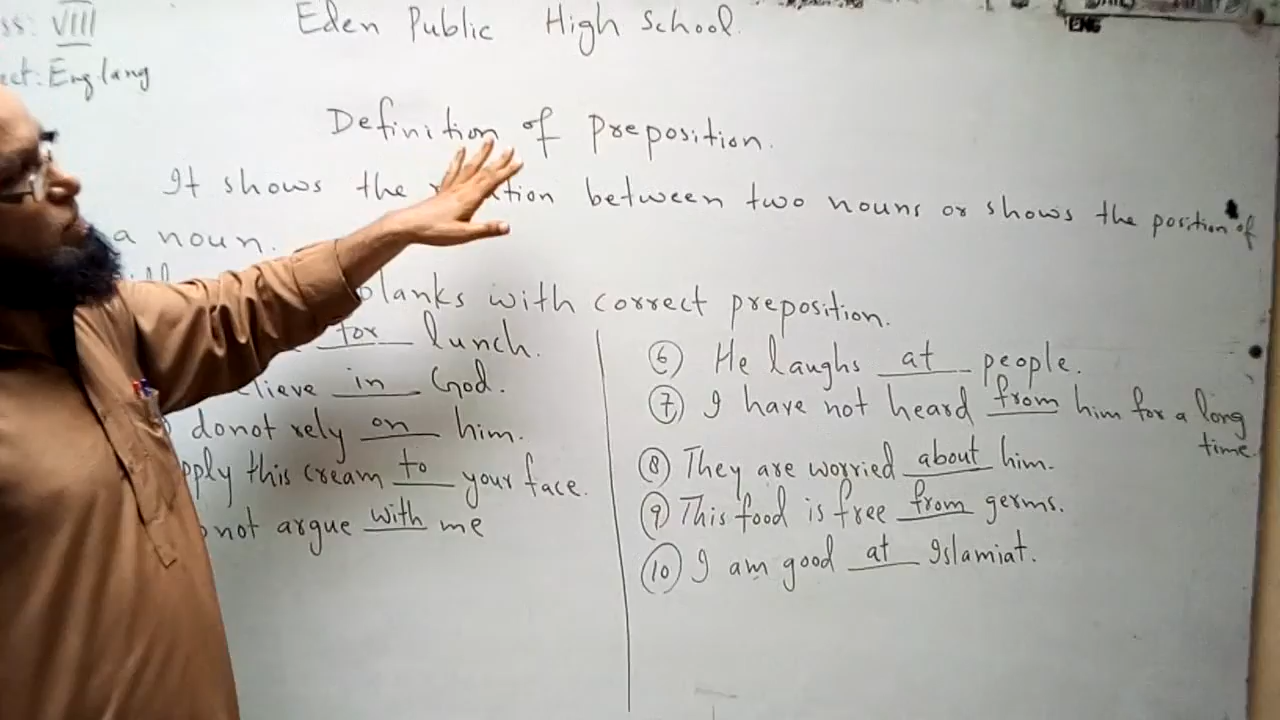 VIII
Eden Public High School.
ENG
Eng lang
Definition of Preposition.
It shows the between two nouns or shows the position of
a noun.
blanks with correct preposition.
for lunch.
in God.
donot rely on him.
this cream to your face.
not argue with me
6 He laughs at people.
7 I have not heard from him for a long
time.
8 They are worried about him.
9 This food is free from germs.
10 I am good at Islamiat.